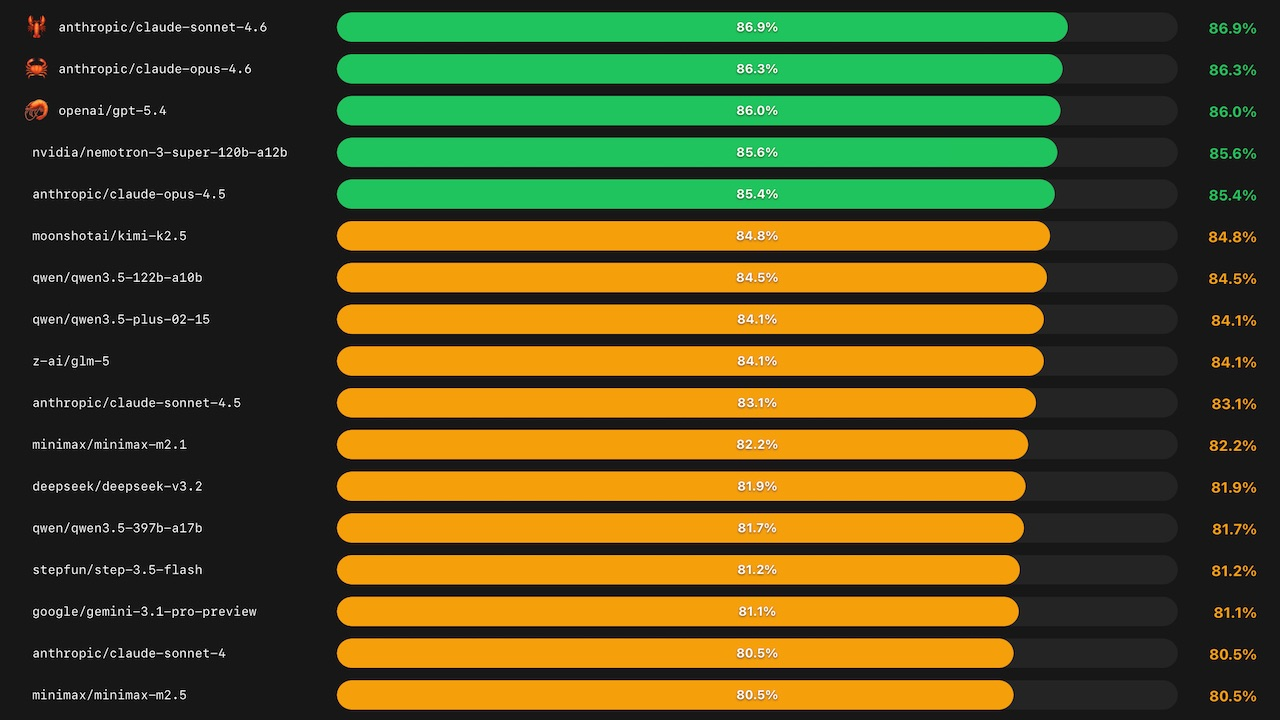 anthropic/claude-sonnet-4.6 86.9% 86.9%
anthropic/claude-opus-4.6 86.3% 86.3%
openai/gpt-5.4 86.0% 86.0%
nvidia/nemotron-3-super-120b-a12b 85.6% 85.6%
anthropic/claude-opus-4.5 85.4% 85.4%
moonshotai/kimi-k2.5 84.8% 84.8%
qwen/qwen3.5-122b-a10b 84.5% 84.5%
qwen/qwen3.5-plus-02-15 84.1% 84.1%
z-ai/glm-5 84.1% 84.1%
anthropic/claude-sonnet-4.5 83.1% 83.1%
minimax/minimax-m2.1 82.2% 82.2%
deepseek/deepseek-v3.2 81.9% 81.9%
qwen/qwen3.5-397b-a17b 81.7% 81.7%
stepfun/step-3.5-flash 81.2% 81.2%
google/gemini-3.1-pro-preview 81.1% 81.1%
anthropic/claude-sonnet-4 80.5% 80.5%
minimax/minimax-m2.5 80.5% 80.5%